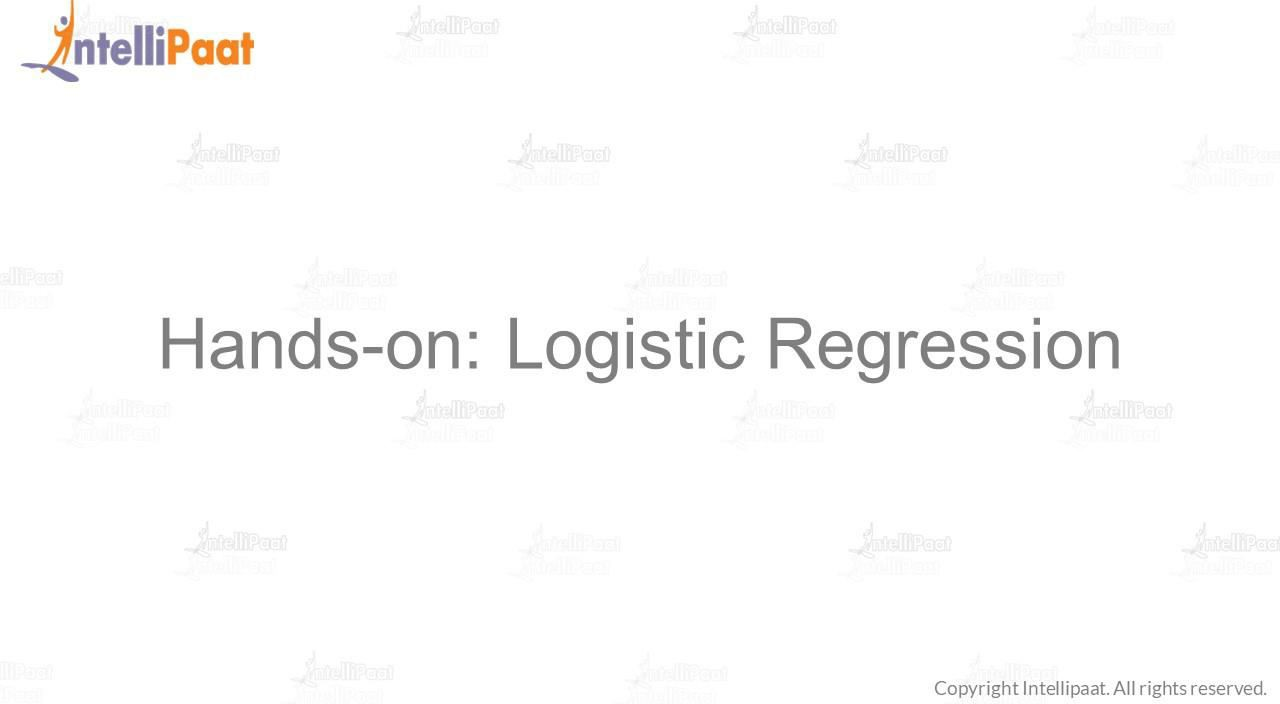 IntelliPaat
Hands-on: Logistic Regression
Copyright Intellipaat. All rights reserved.